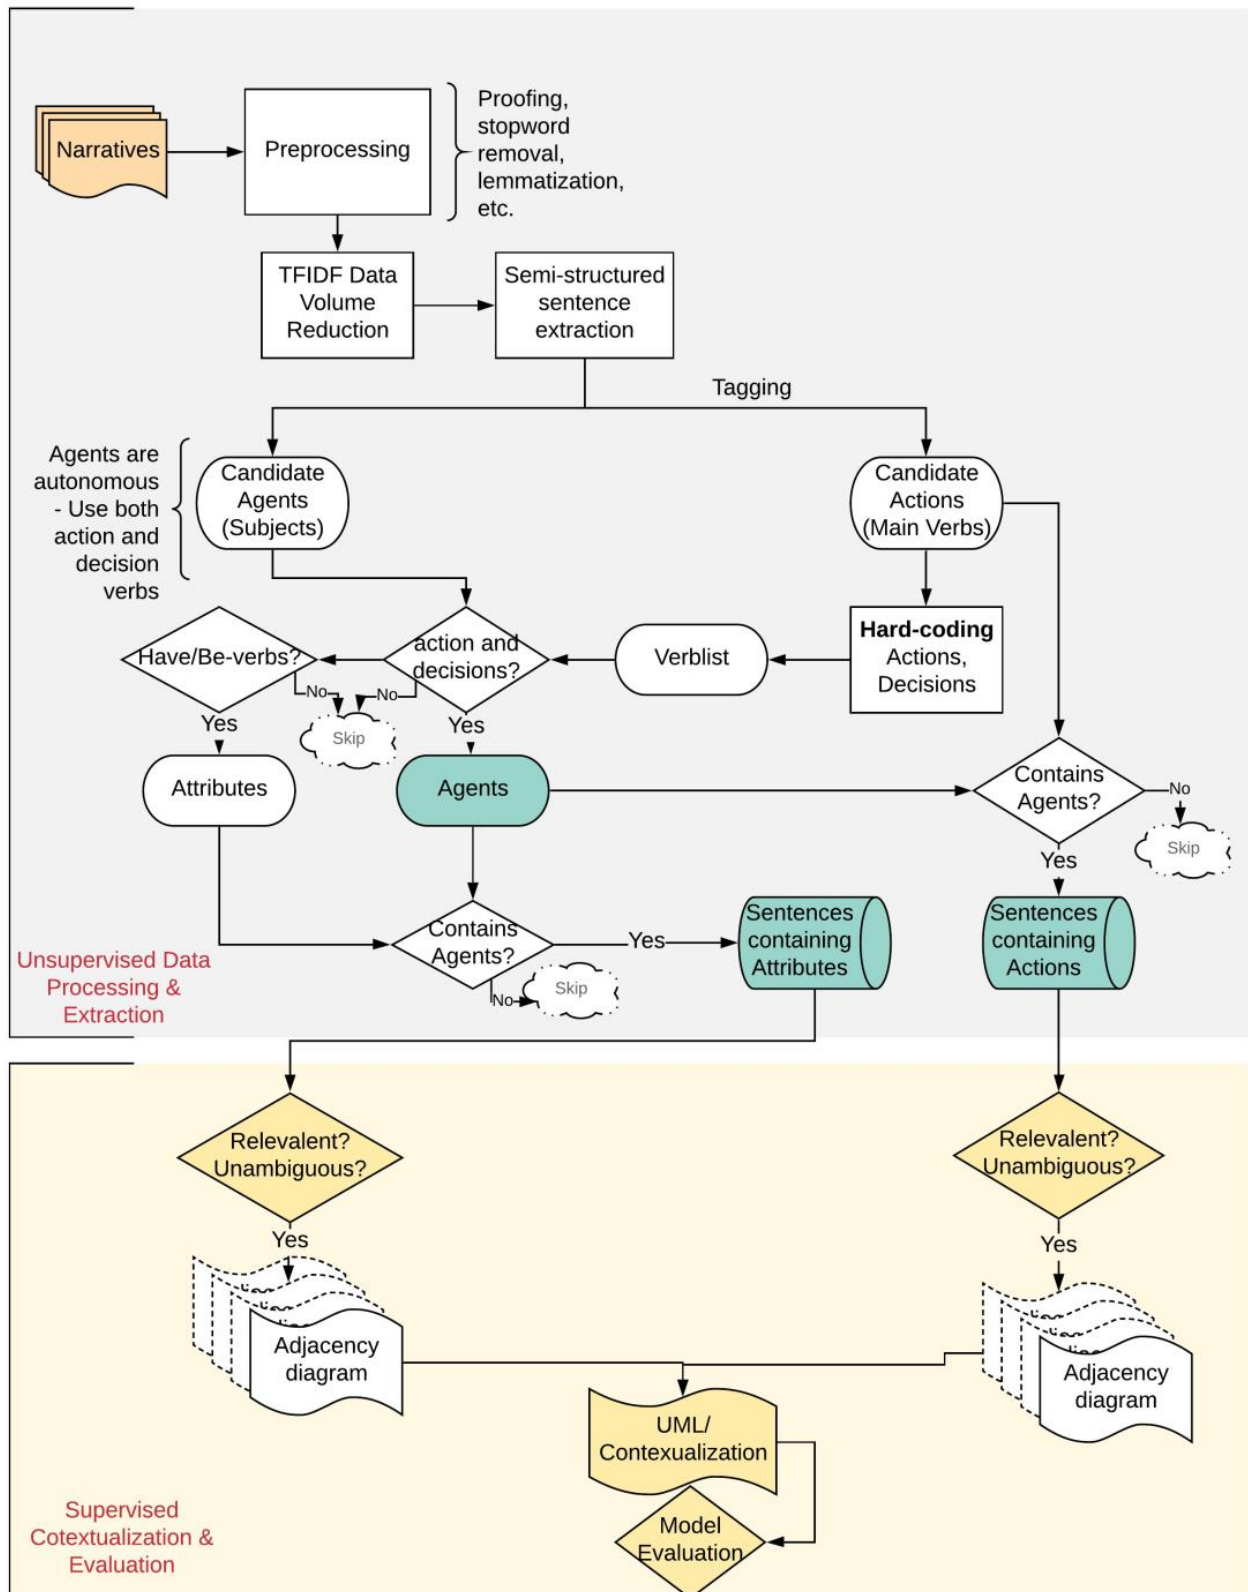 Narratives
Preprocessing
Proofing,
stopword
removal,
lemmatization,
etc.
TFIDF Data
Volume
Reduction
Semi-structured
sentence
extraction
Tagging
Agents are
autonomous
- Use both
action and
decision
verbs
Candidate
Agents
(Subjects)
Candidate
Actions
(Main Verbs)
Have/Be-verbs?
action and
decisions?
Verblist
Hard-coding
Actions,
Decisions
No
No
Skip
Yes
Yes
Attributes
Agents
Contains
Agents?
No
Skip
Yes
Contains
Agents?
Yes
No
Skip
Sentences
containing
Attributes
Sentences
containing
Actions
Unsupervised Data
Processing &
Extraction
Relevalent?
Unambiguous?
Relevalent?
Unambiguous?
Yes
Yes
Adjacency
diagram
Adjacency
diagram
UML/
Contexualization
Model
Evaluation
Supervised
Cotextualization &
Evaluation